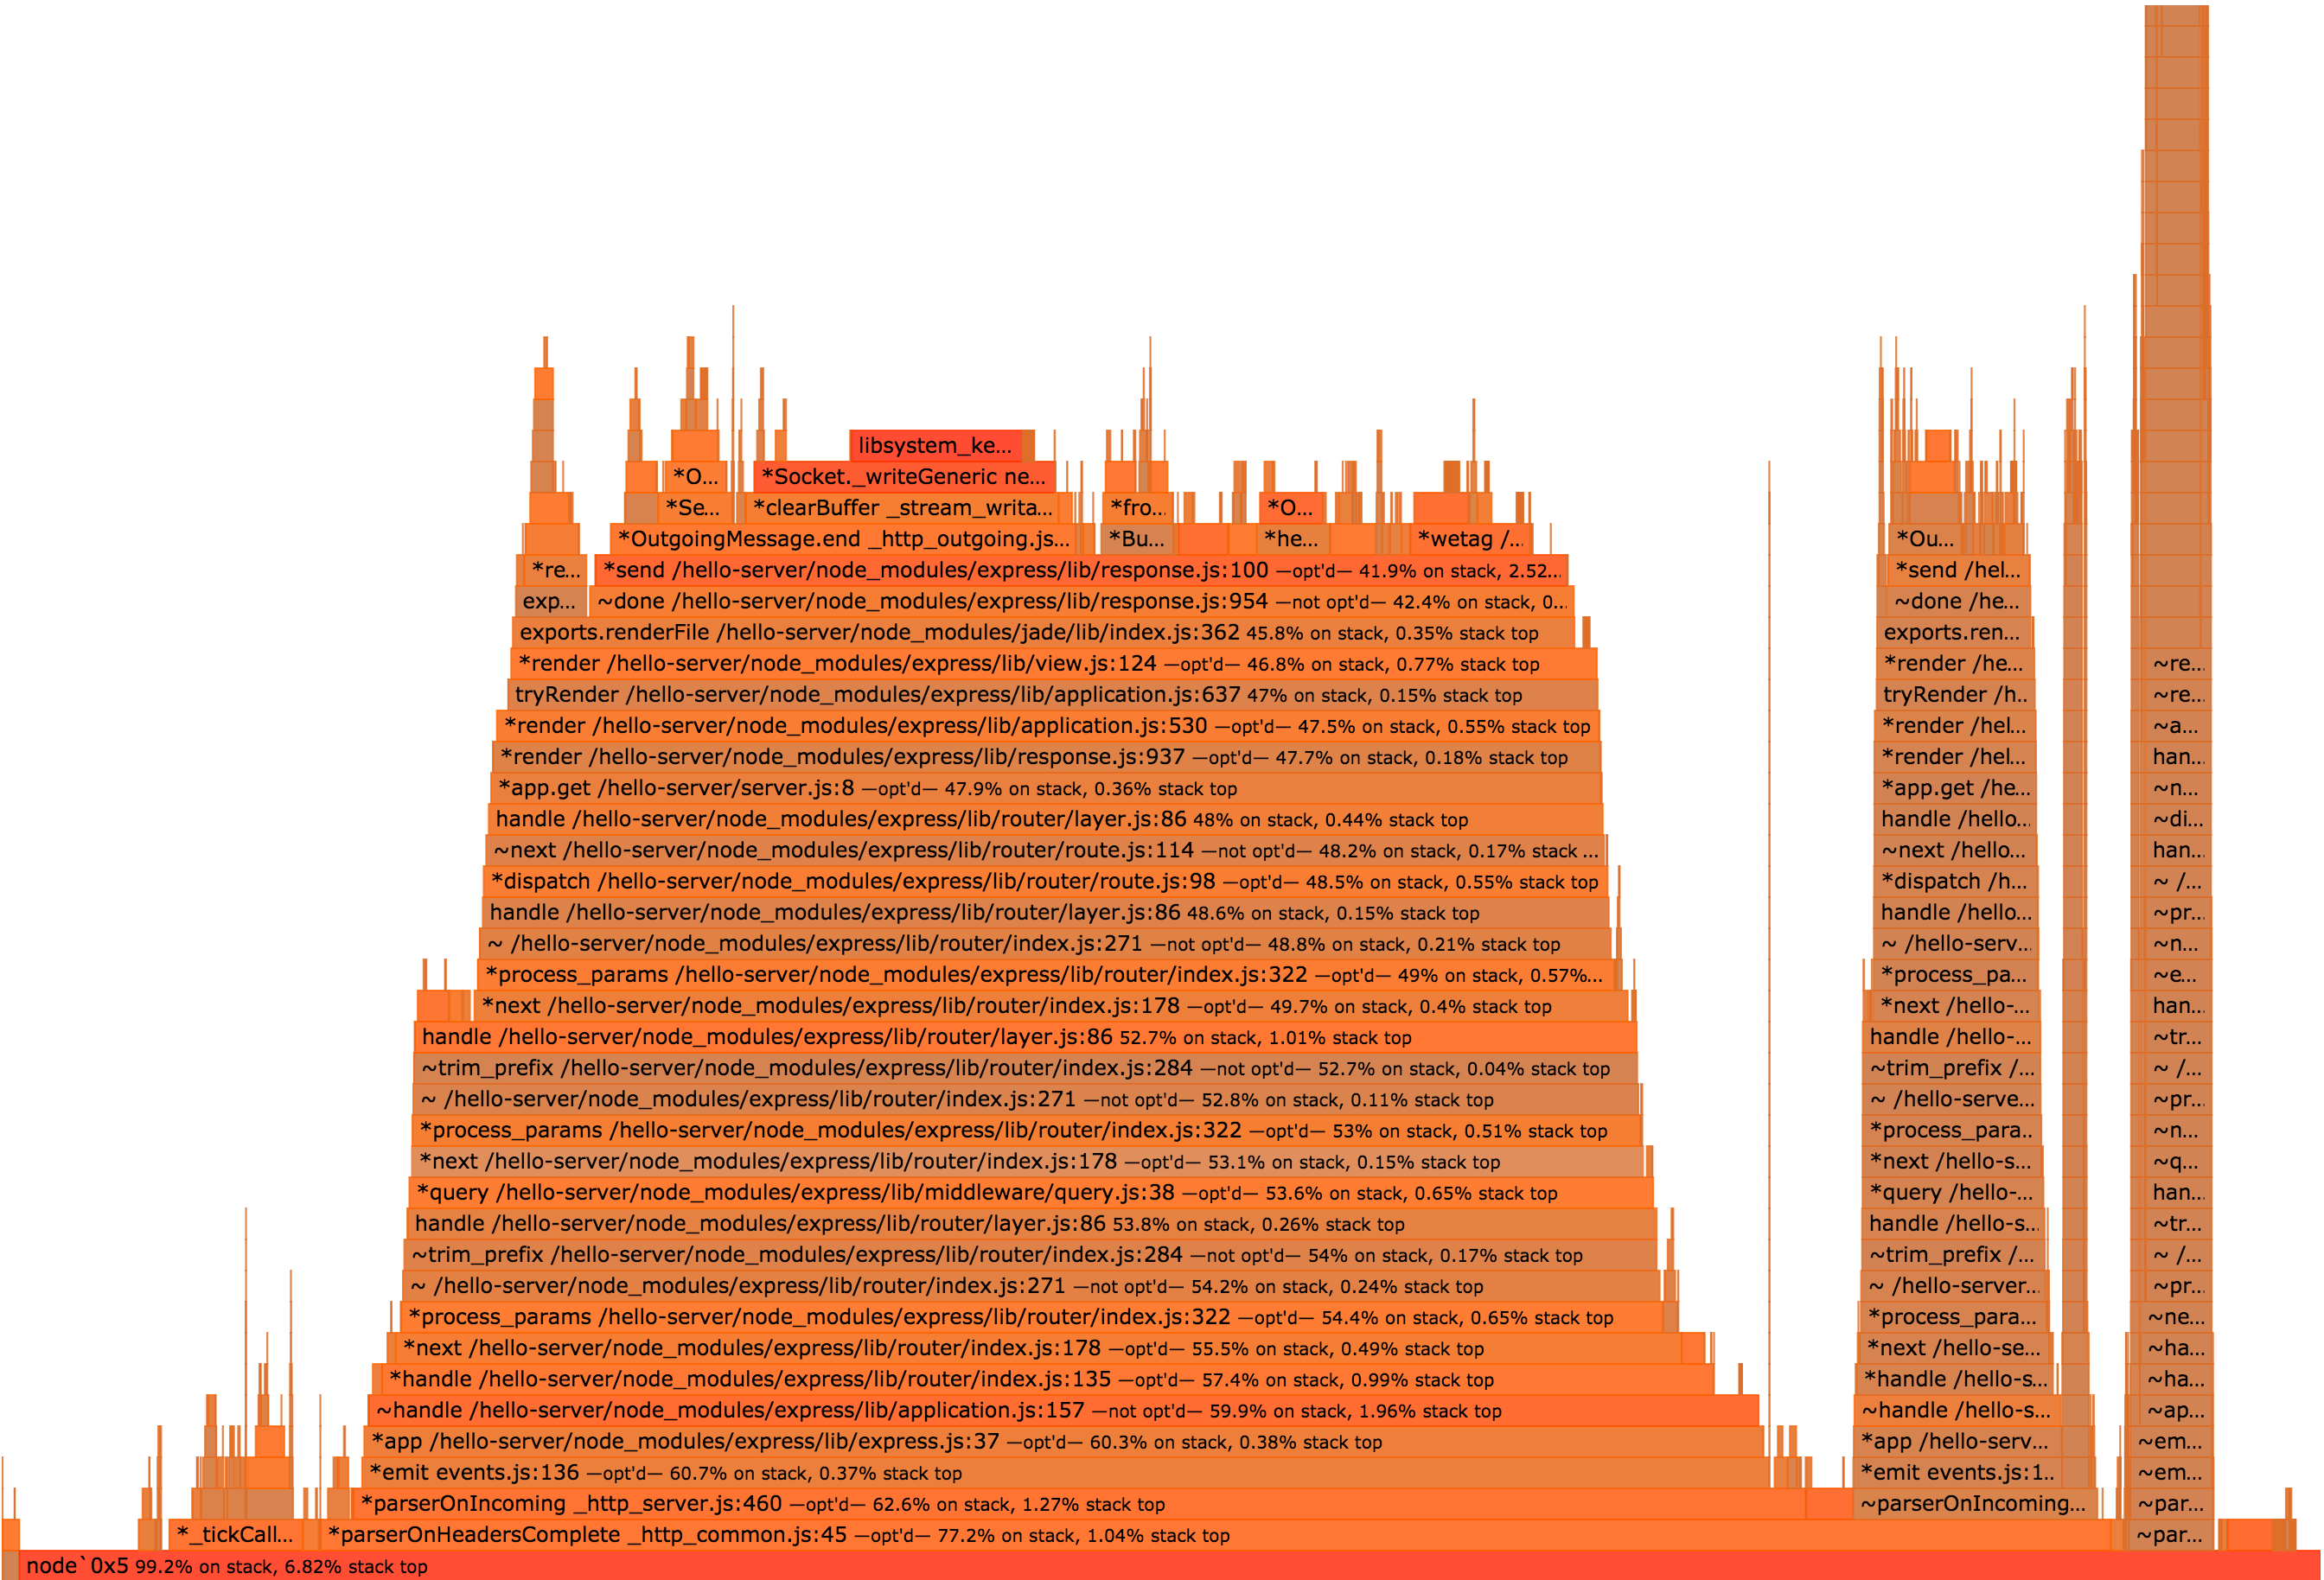 libsystem_ke...
*O... *Socket._writeGeneric ne...
*Se... *clearBuffer _stream_writa... *fro... *O...
*OutgoingMessage.end _http_outgoing.js... *Bu... *he... *wetag /... *Ou...
*re... *send /hello-server/node_modules/express/lib/response.js:100 —opt'd— 41.9% on stack, 2.52... *send /hel...
exp... ~done /hello-server/node_modules/express/lib/response.js:954 —not opt'd— 42.4% on stack, 0... ~done /he...
exports.renderFile /hello-server/node_modules/jade/lib/index.js:362 45.8% on stack, 0.35% stack top exports.ren...
*render /hello-server/node_modules/express/lib/view.js:124 —opt'd— 46.8% on stack, 0.77% stack top *render /he... ~re...
tryRender /hello-server/node_modules/express/lib/application.js:637 47% on stack, 0.15% stack top tryRender /h.. ~re...
*render /hello-server/node_modules/express/lib/application.js:530 —opt'd— 47.5% on stack, 0.55% stack top *render /hel... ~a...
*render /hello-server/node_modules/express/lib/response.js:937 —opt'd— 47.7% on stack, 0.18% stack top *render /hel... han...
*app.get /hello-server/server.js:8 —opt'd— 47.9% on stack, 0.36% stack top *app.get /he... ~n...
handle /hello-server/node_modules/express/lib/router/layer.js:86 48% on stack, 0.44% stack top handle /hello... ~di...
~next /hello-server/node_modules/express/lib/router/route.js:114 —not opt'd— 48.2% on stack, 0.17% stack ... ~next /hello... han...
*dispatch /hello-server/node_modules/express/lib/router/route.js:98 —opt'd— 48.5% on stack, 0.55% stack top *dispatch /h... ~ /...
handle /hello-server/node_modules/express/lib/router/layer.js:86 48.6% on stack, 0.15% stack top handle /hello... ~pr...
~ /hello-server/node_modules/express/lib/router/index.js:271 —not opt'd— 48.8% on stack, 0.21% stack top ~ /hello-serv... ~n...
*process_params /hello-server/node_modules/express/lib/router/index.js:322 —opt'd— 49% on stack, 0.57%... *process_pa... ~e...
*next /hello-server/node_modules/express/lib/router/index.js:178 —opt'd— 49.7% on stack, 0.4% stack top *next /hello-... han...
handle /hello-server/node_modules/express/lib/router/layer.js:86 52.7% on stack, 1.01% stack top handle /hello-... ~tr...
~trim_prefix /hello-server/node_modules/express/lib/router/index.js:284 —not opt'd— 52.7% on stack, 0.04% stack top ~trim_prefix /... ~ /...
~ /hello-server/node_modules/express/lib/router/index.js:271 —not opt'd— 52.8% on stack, 0.11% stack top ~ /hello-serve... ~pr...
*process_params /hello-server/node_modules/express/lib/router/index.js:322 —opt'd— 53% on stack, 0.51% stack top *process_para.. ~n...
*next /hello-server/node_modules/express/lib/router/index.js:178 —opt'd— 53.1% on stack, 0.15% stack top *next /hello-s... ~q...
*query /hello-server/node_modules/express/lib/middleware/query.js:38 —opt'd— 53.6% on stack, 0.65% stack top *query /hello-... han...
handle /hello-server/node_modules/express/lib/router/layer.js:86 53.8% on stack, 0.26% stack top handle /hello-s... ~tr...
~trim_prefix /hello-server/node_modules/express/lib/router/index.js:284 —not opt'd— 54% on stack, 0.17% stack top ~trim_prefix /... ~ /...
~ /hello-server/node_modules/express/lib/router/index.js:271 —not opt'd— 54.2% on stack, 0.24% stack top ~ /hello-server... ~pr...
*process_params /hello-server/node_modules/express/lib/router/index.js:322 —opt'd— 54.4% on stack, 0.65% stack top *process_para... ~ne...
*next /hello-server/node_modules/express/lib/router/index.js:178 —opt'd— 55.5% on stack, 0.49% stack top *next /hello-se... ~ha...
*handle /hello-server/node_modules/express/lib/router/index.js:135 —opt'd— 57.4% on stack, 0.99% stack top *handle /hello-s... ~ha...
~handle /hello-server/node_modules/express/lib/application.js:157 —not opt'd— 59.9% on stack, 1.96% stack top ~handle /hello-s... ~ap...
*app /hello-server/node_modules/express/lib/express.js:37 —opt'd— 60.3% on stack, 0.38% stack top *app /hello-serv... ~em...
*emit events.js:136 —opt'd— 60.7% on stack, 0.37% stack top *emit events.js:1.. ~em...
*parserOnIncoming _http_server.js:460 —opt'd— 62.6% on stack, 1.27% stack top ~parserOnIncoming... ~par...
*_tickCall... *parserOnHeadersComplete _http_common.js:45 —opt'd— 77.2% on stack, 1.04% stack top ~par...
node`0x5 99.2% on stack, 6.82% stack top